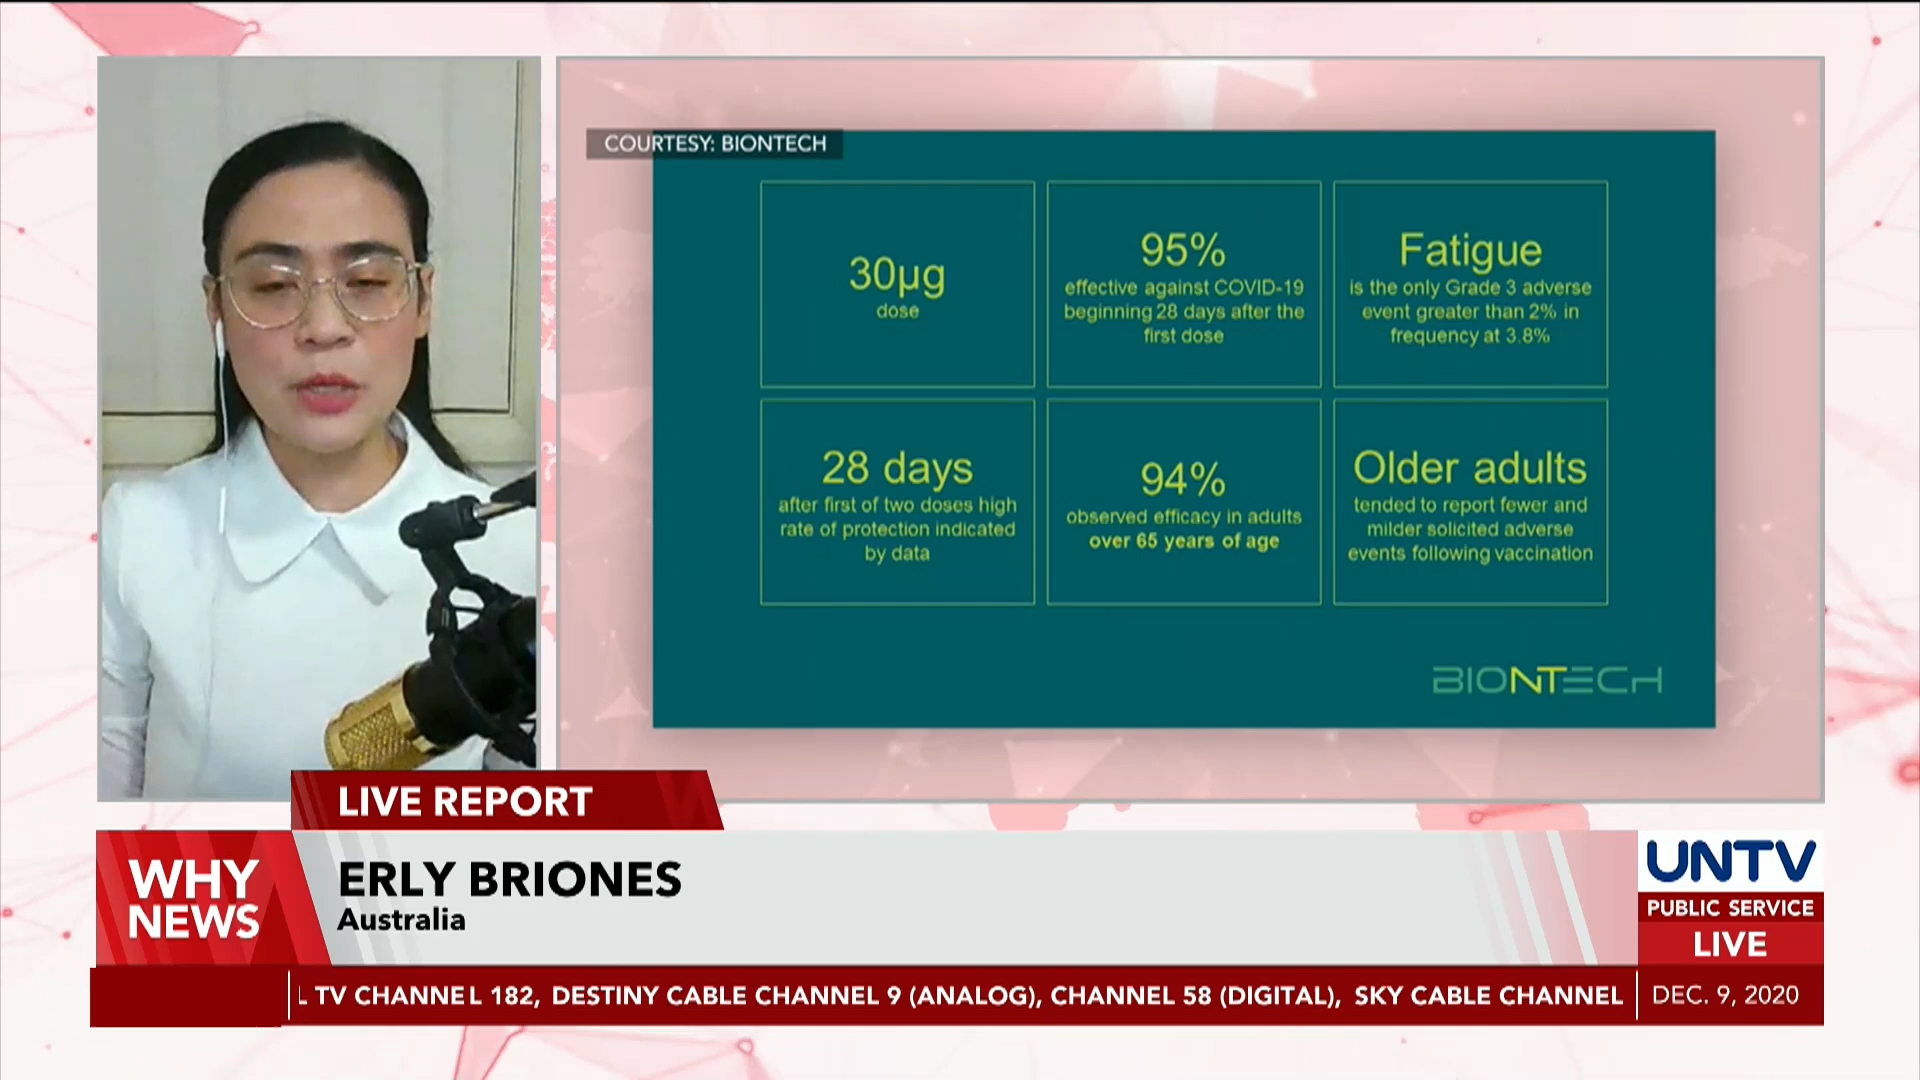 COURTESY: BIONTECH
30µg
dose
95%
effective against COVID-19
beginning 28 days after the
first dose
Fatigue
is the only Grade 3 adverse
event greater than 2% in
frequency at 3.8%
28 days
after first of two doses high
rate of protection indicated
by data
94%
observed efficacy in adults
over 65 years of age
Older adults
tended to report fewer and
milder solicited adverse
events following vaccination
BIONTECH
LIVE REPORT
WHY
NEWS
ERLY BRIONES
Australia
UNTV
PUBLIC SERVICE
LIVE
L TV CHANNEL 182, DESTINY CABLE CHANNEL 9 (ANALOG), CHANNEL 58 (DIGITAL), SKY CABLE CHANNEL
DEC. 9, 2020